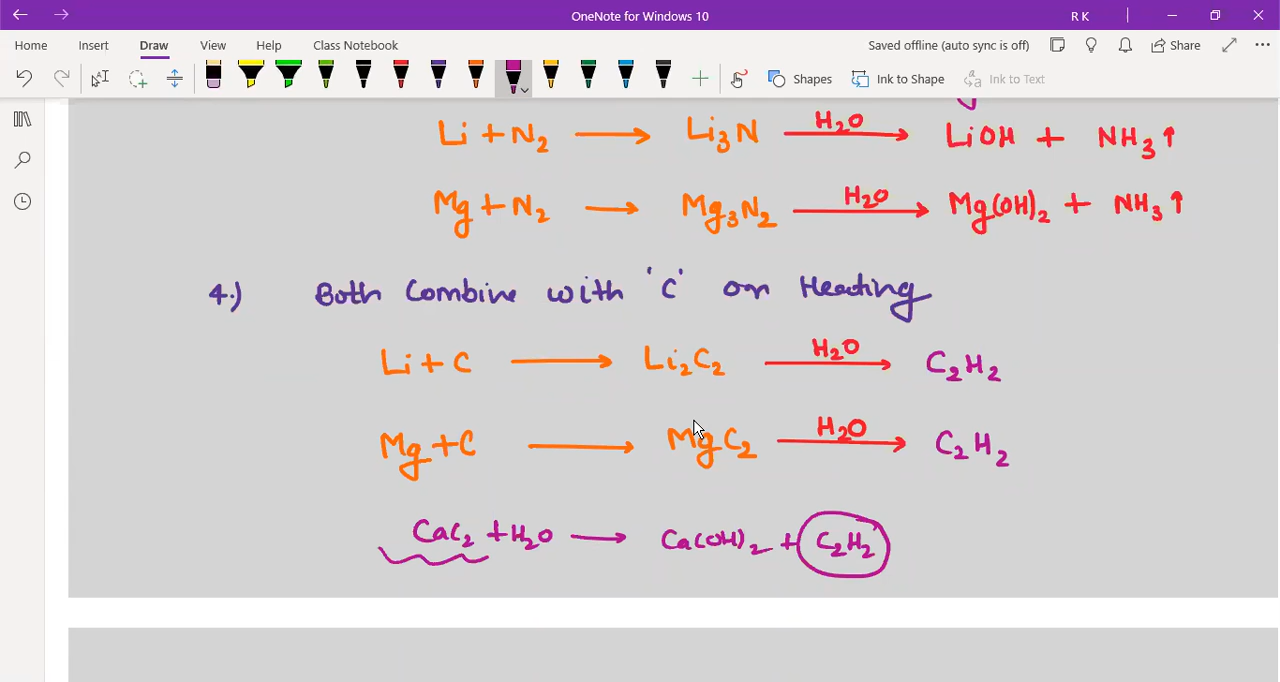 OneNote for Windows 10
R K
Home Insert Draw View Help Class Notebook
Saved offline (auto sync is off) Share
Shapes Ink to Shape Ink to Text
Li + N₂ ⟶ Li₃N —H₂O→ LiOH + NH₃↑
Mg + N₂ ⟶ Mg₃N₂ —H₂O→ Mg(OH)₂ + NH₃↑
4.) Both Combine with 'C' on Heating
Li + C ⟶ Li₂C₂ —H₂O→ C₂H₂
Mg + C ⟶ MgC₂ —H₂O→ C₂H₂
CaC₂ + H₂O ⟶ Ca(OH)₂ + C₂H₂